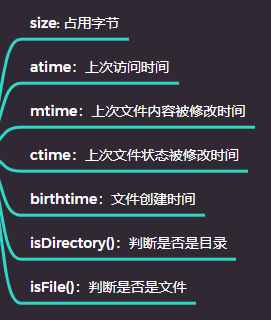 size: 占用字节
atime：上次访问时间
mtime：上次文件内容被修改时间
ctime：上次文件状态被修改时间
birthtime：文件创建时间
isDirectory()：判断是否是目录
isFile()：判断是否是文件